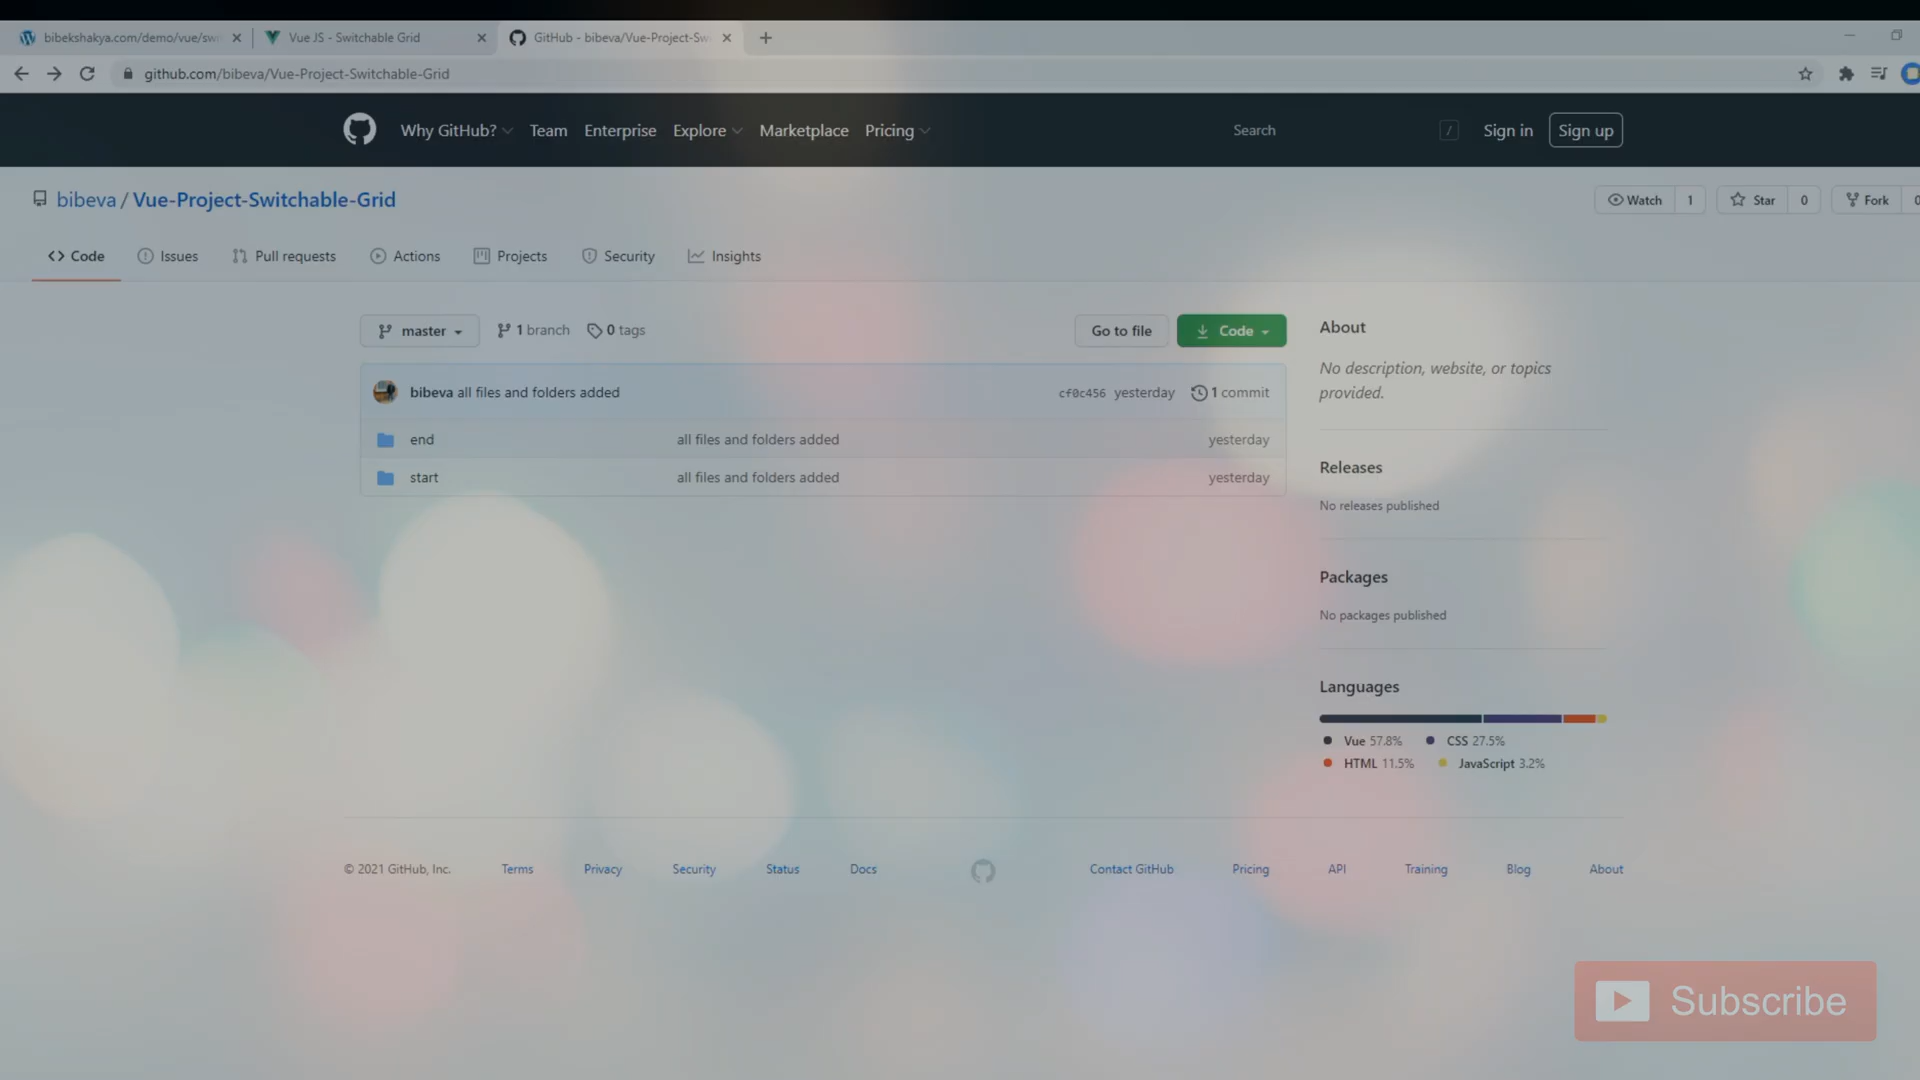 bibekshakya.com/demo/vue/sw
Vue JS - Switchable Grid
GitHub - bibeva/Vue-Project-Sw
github.com/bibeva/Vue-Project-Switchable-Grid
Why GitHub? Team Enterprise Explore Marketplace Pricing Search / Sign in Sign up
bibeva / Vue-Project-Switchable-Grid
Watch 1 Star 0 Fork 0
Code Issues Pull requests Actions Projects Security Insights
master 1 branch 0 tags Go to file Code
bibeva all files and folders added cf0c456 yesterday 1 commit
end all files and folders added yesterday
start all files and folders added yesterday
About
No description, website, or topics
provided.
Releases
No releases published
Packages
No packages published
Languages
Vue 57.8% CSS 27.5%
HTML 11.5% JavaScript 3.2%
© 2021 GitHub, Inc. Terms Privacy Security Status Docs Contact GitHub Pricing API Training Blog About
Subscribe